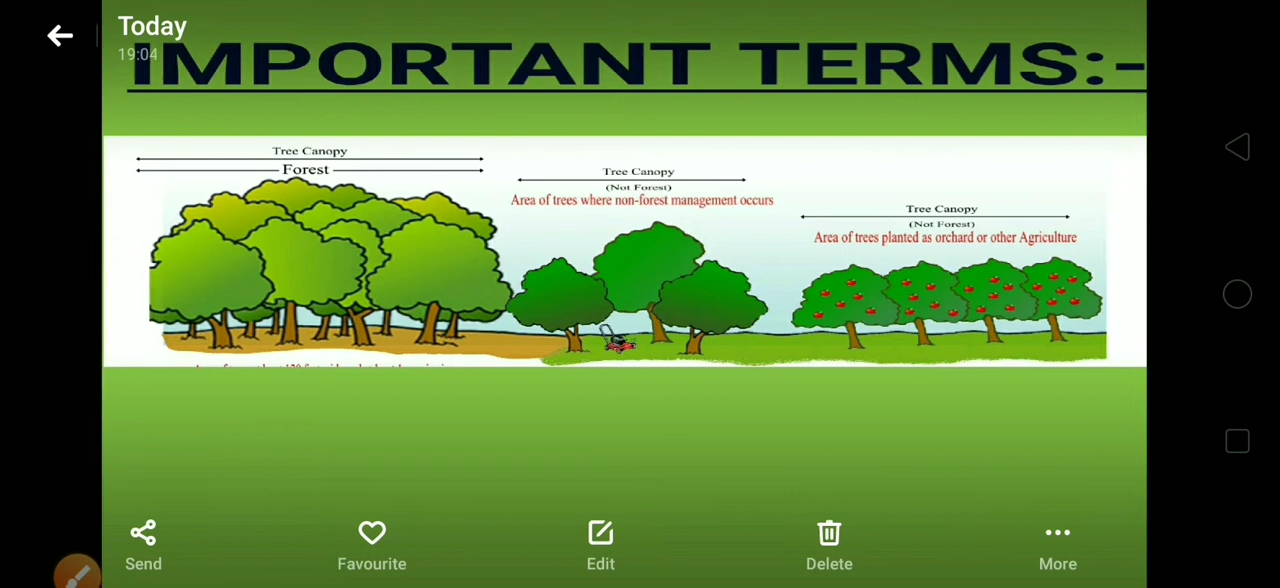 Today
19:04
IMPORTANT TERMS:-
Tree Canopy
Forest
Tree Canopy
(Not Forest)
Area of trees where non-forest management occurs
Tree Canopy
(Not Forest)
Area of trees planted as orchard or other Agriculture
Send
Favourite
Edit
Delete
More